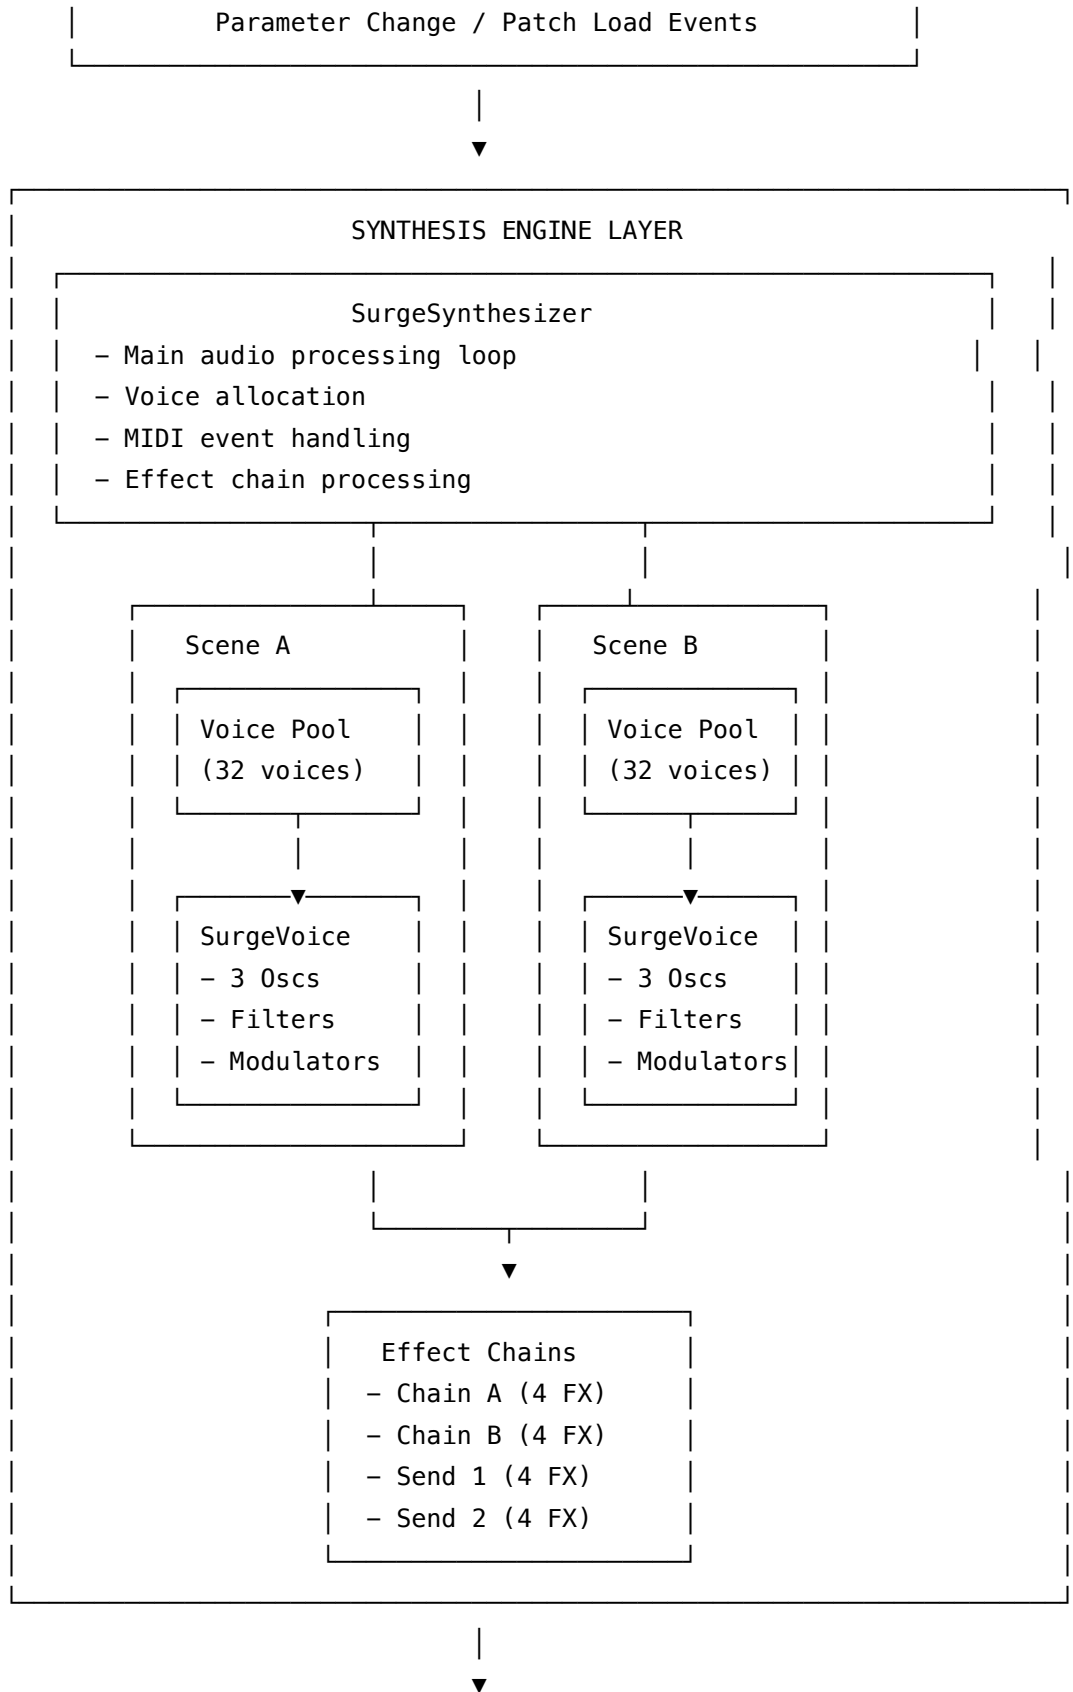 Parameter Change / Patch Load Events
SYNTHESIS ENGINE LAYER
SurgeSynthesizer
– Main audio processing loop
– Voice allocation
– MIDI event handling
– Effect chain processing
Scene A Scene B
Voice Pool Voice Pool
(32 voices) (32 voices)
SurgeVoice SurgeVoice
– 3 Oscs – 3 Oscs
– Filters – Filters
– Modulators – Modulators
Effect Chains
– Chain A (4 FX)
– Chain B (4 FX)
– Send 1 (4 FX)
– Send 2 (4 FX)